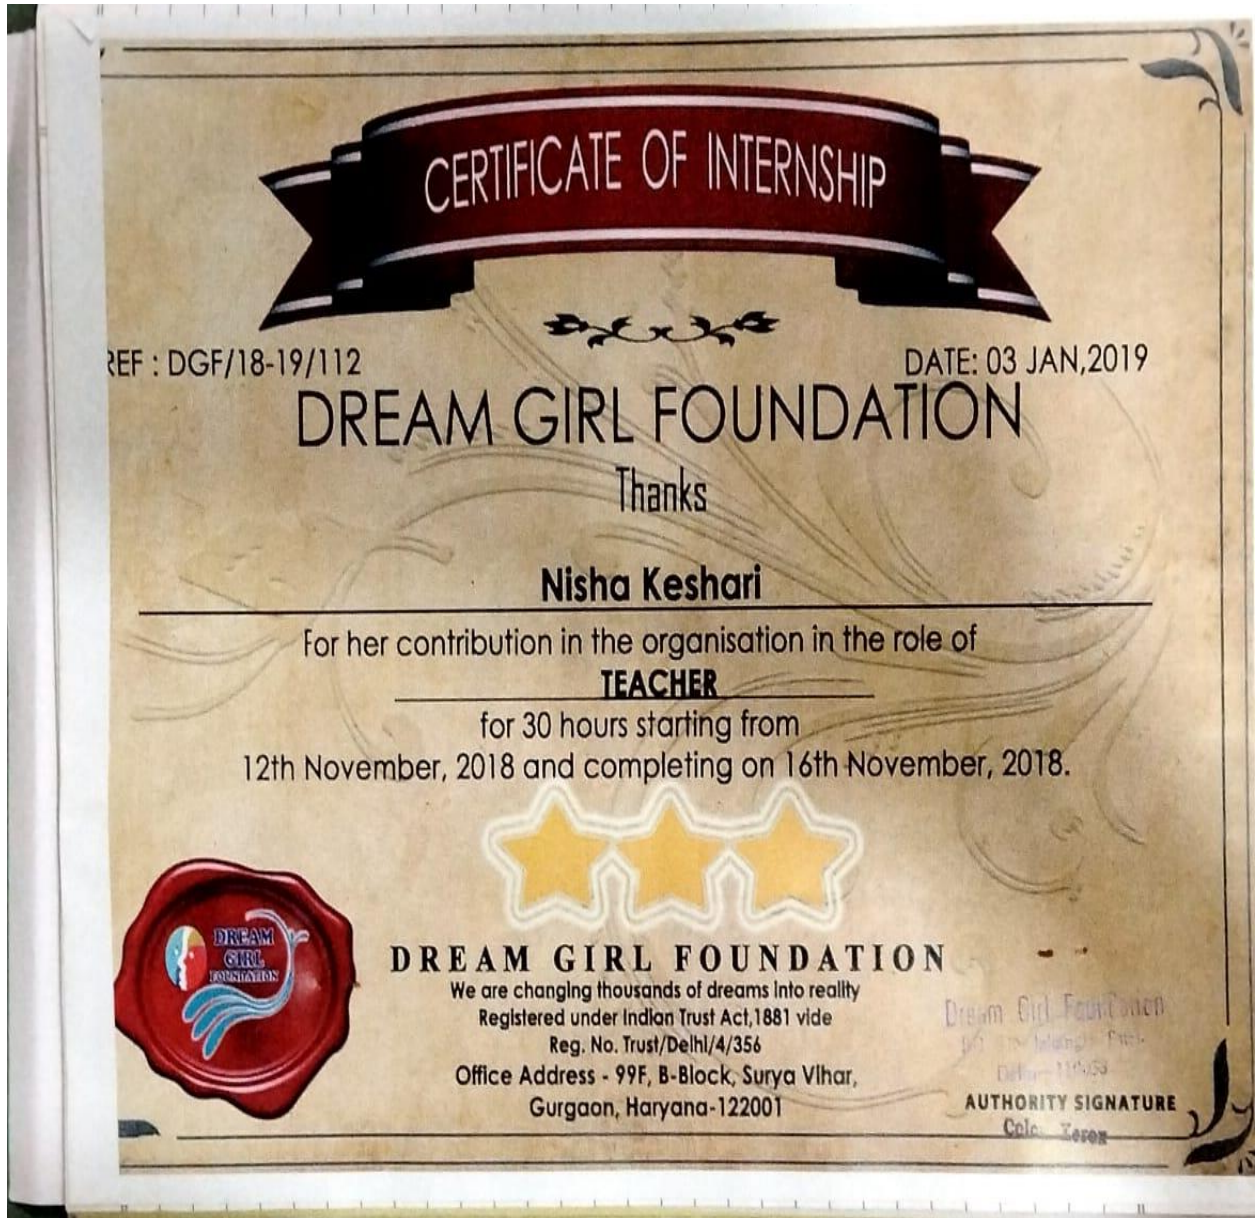 CERTIFICATE OF INTERNSHIP
REF : DGF/18-19/112
DATE: 03 JAN,2019
DREAM GIRL FOUNDATION
Thanks
Nisha Keshari
For her contribution in the organisation in the role of
TEACHER
for 30 hours starting from
12th November, 2018 and completing on 16th November, 2018.
DREAM
GIRL
FOUNDATION
DREAM GIRL FOUNDATION
We are changing thousands of dreams into reality
Registered under Indian Trust Act,1881 vide
Reg. No. Trust/Delhi/4/356
Office Address - 99F, B-Block, Surya Vihar,
Gurgaon, Haryana-122001
Dream Girl Foundation
AUTHORITY SIGNATURE
Xerox